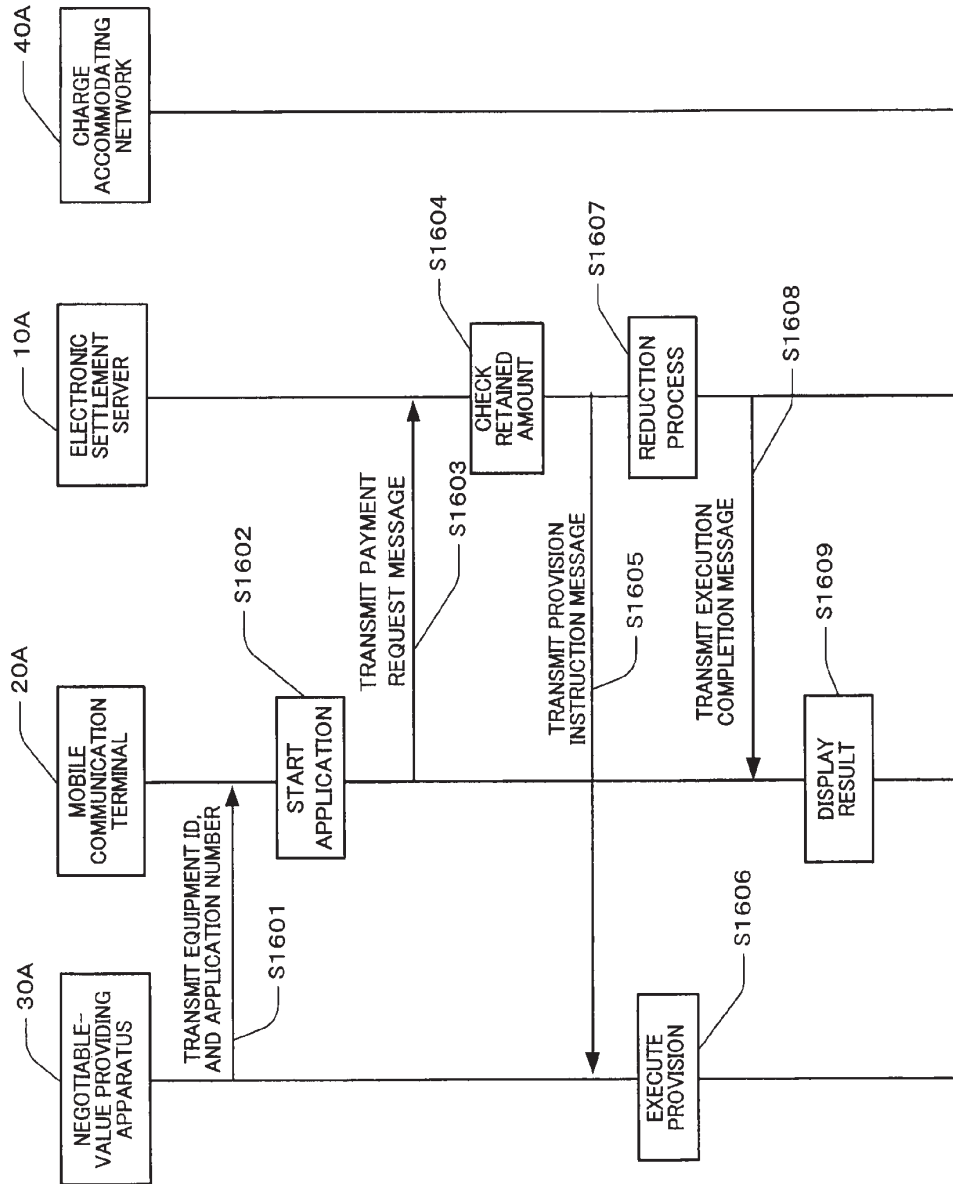 30A
NEGOTIABLE-
VALUE PROVIDING
APPARATUS
20A
MOBILE
COMMUNICATION
TERMINAL
10A
ELECTRONIC
SETTLEMENT
SERVER
40A
CHARGE
ACCOMMODATING
NETWORK
TRANSMIT EQUIPMENT ID,
AND APPLICATION NUMBER
S1601
START
APPLICATION
S1602
TRANSMIT PAYMENT
REQUEST MESSAGE
S1603
CHECK
RETAINED
AMOUNT
S1604
TRANSMIT PROVISION
INSTRUCTION MESSAGE
S1605
EXECUTE
PROVISION
S1606
REDUCTION
PROCESS
S1607
TRANSMIT EXECUTION
COMPLETION MESSAGE
S1608
DISPLAY
RESULT
S1609